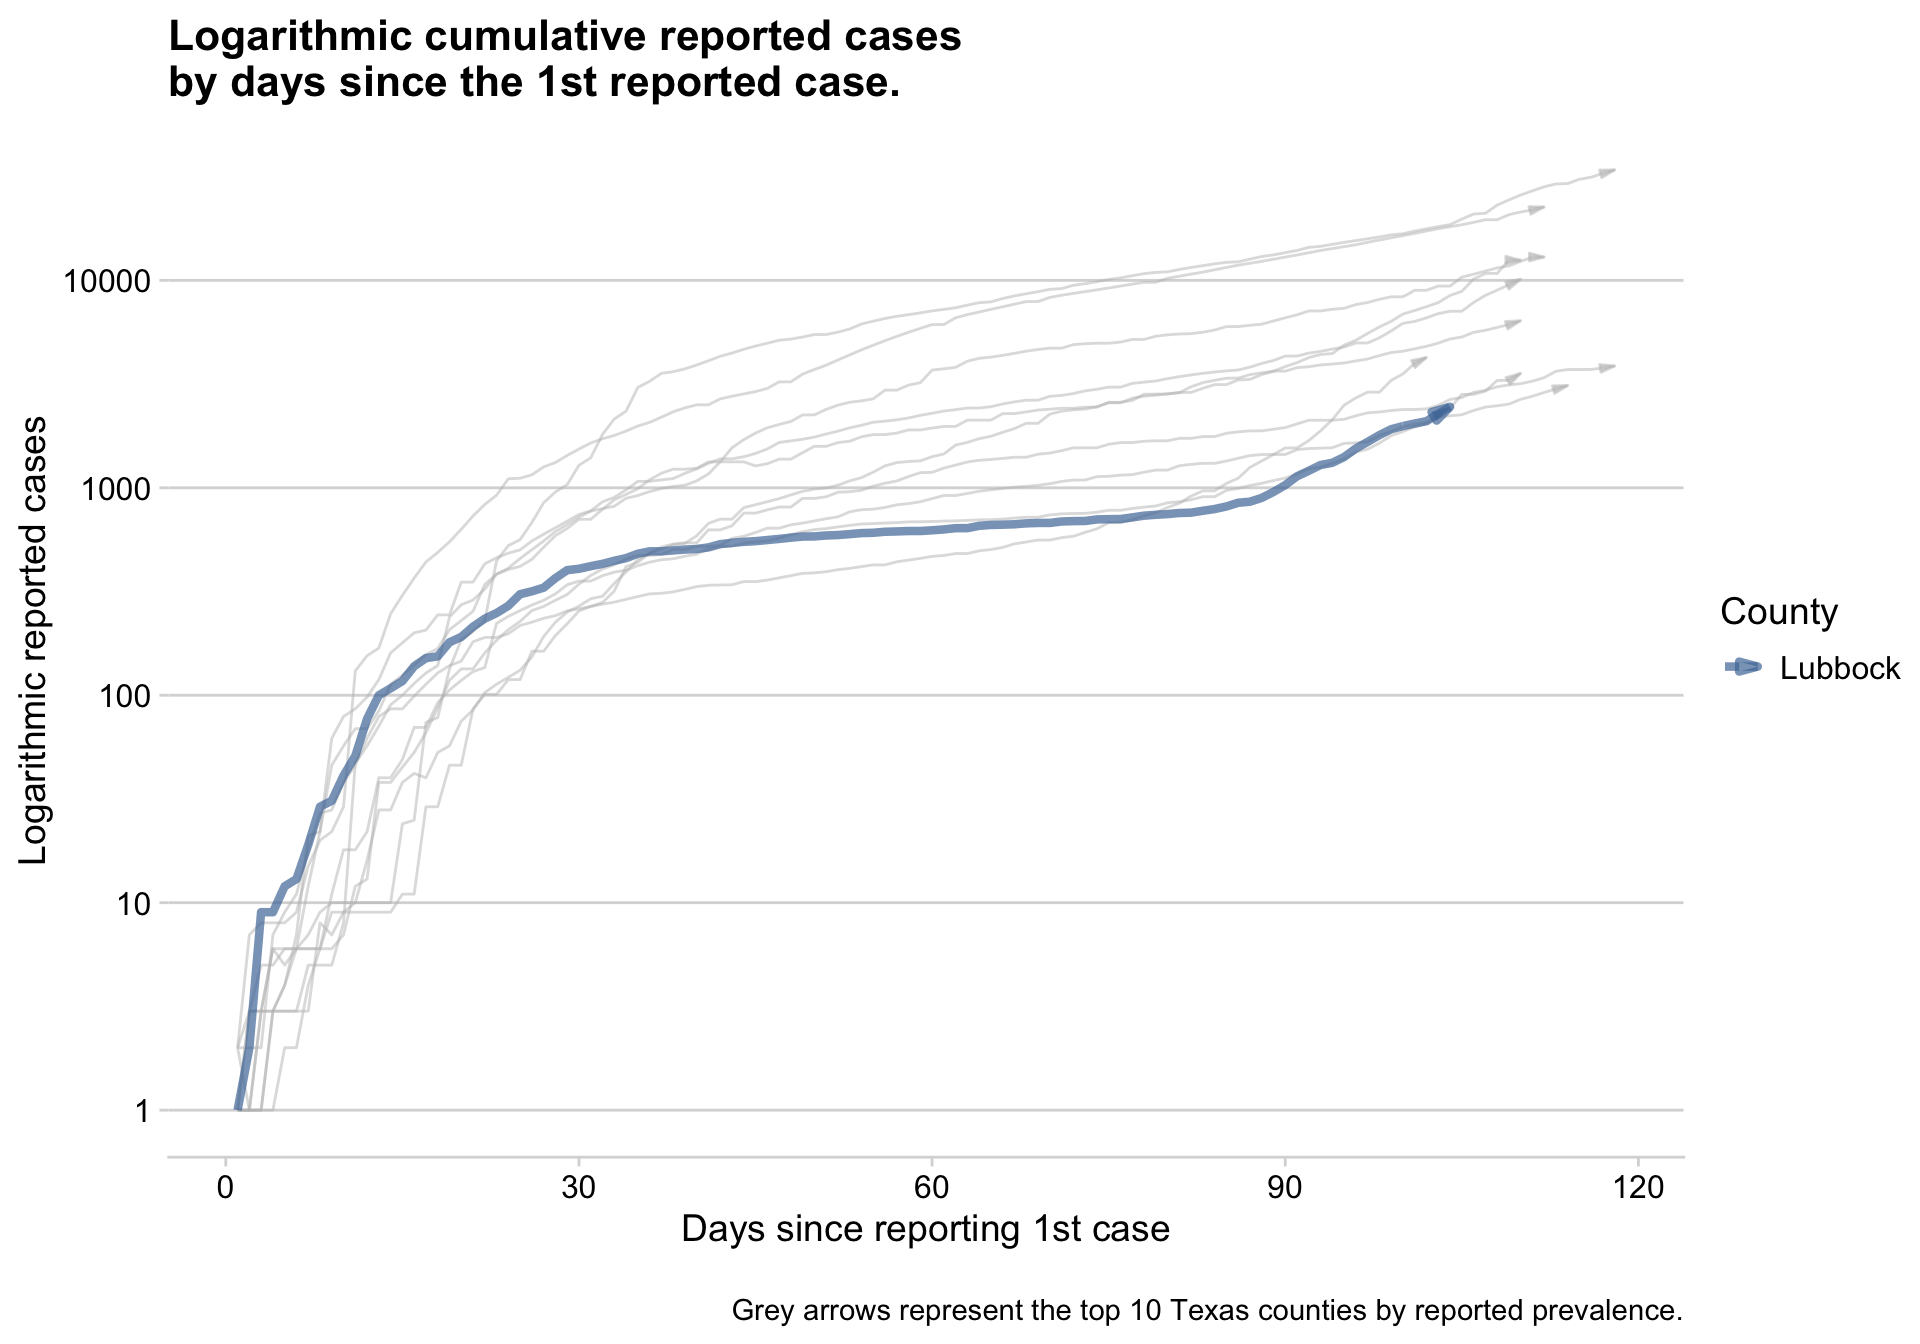 Logarithmic cumulative reported cases
by days since the 1st reported case.
10000
1000
100
10
1
Logarithmic reported cases
0 30 60 90 120
Days since reporting 1st case
County
Lubbock
Grey arrows represent the top 10 Texas counties by reported prevalence.